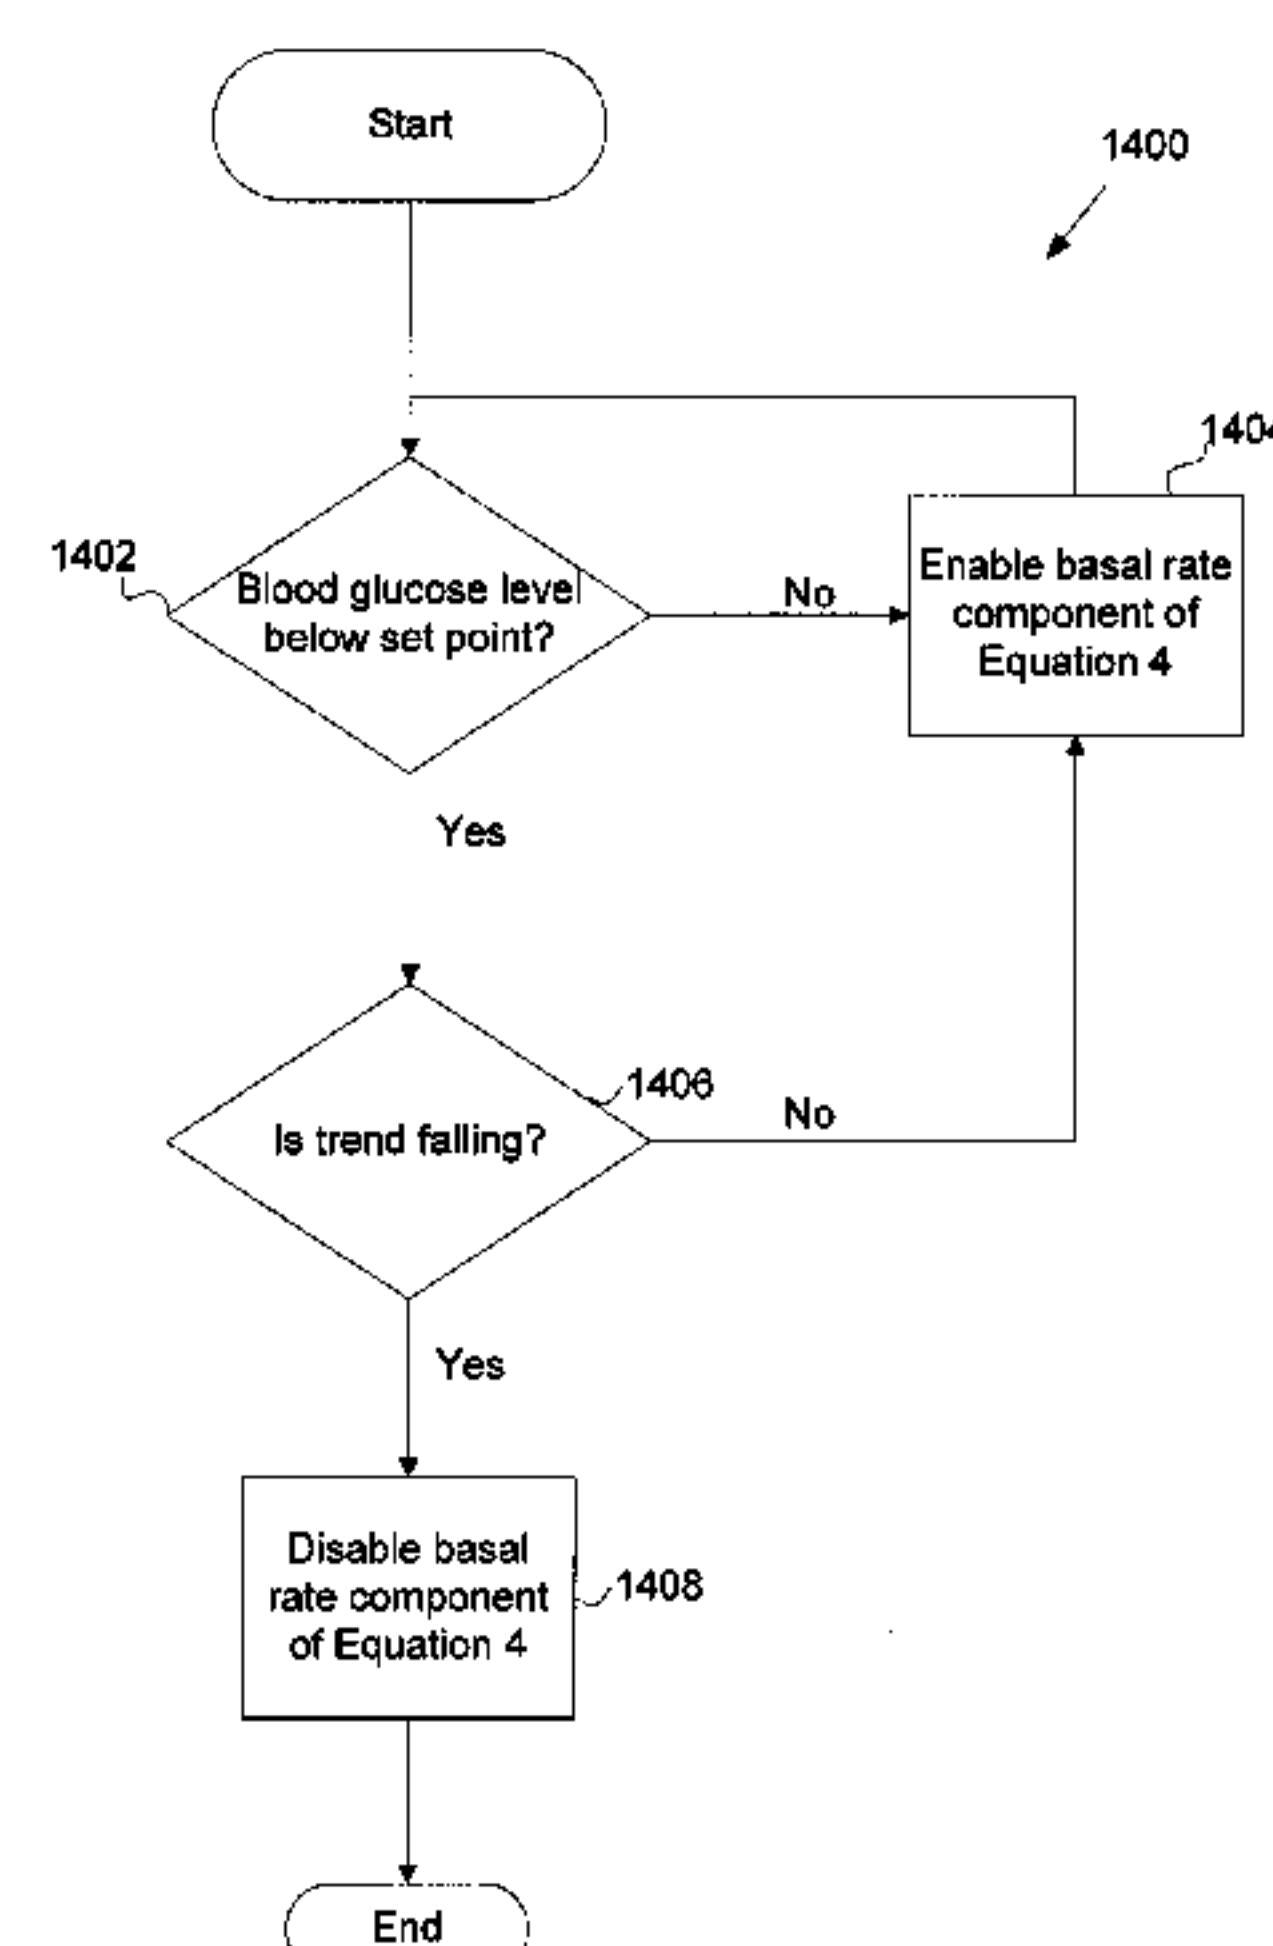 Start
1400
1404
1402
Blood glucose level
below set point?
No
Enable basal rate
component of
Equation 4
Yes
1406
Is trend falling?
No
Yes
Disable basal
rate component
of Equation 4
1408
End